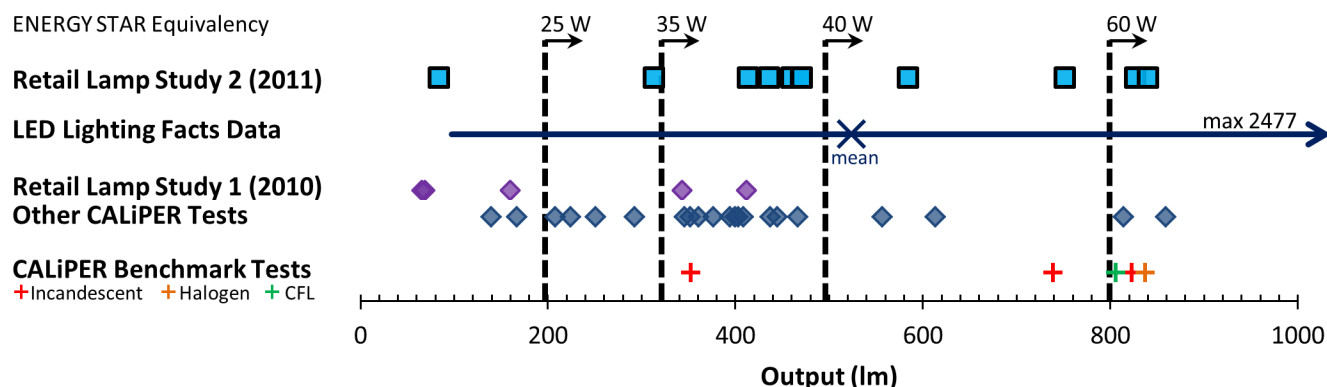 ENERGY STAR Equivalency
25 W
35 W
40 W
60 W
Retail Lamp Study 2 (2011)
LED Lighting Facts Data
max 2477
mean
Retail Lamp Study 1 (2010)
Other CALiPER Tests
CALiPER Benchmark Tests
Incandescent
Halogen
CFL
0
200
400
600
800
1000
Output (lm)